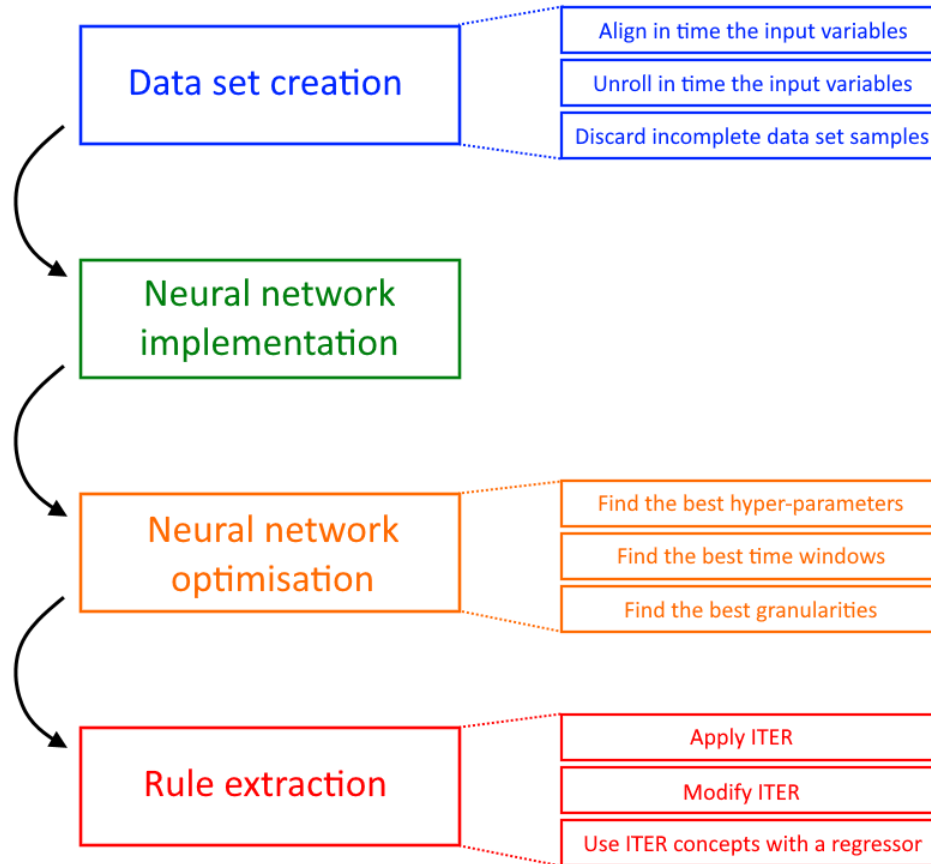 Data set creation
Align in time the input variables
Unroll in time the input variables
Discard incomplete data set samples
Neural network
implementation
Neural network
optimisation
Find the best hyper-parameters
Find the best time windows
Find the best granularities
Rule extraction
Apply ITER
Modify ITER
Use ITER concepts with a regressor